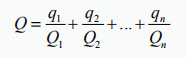 Q = q₁/Q₁ + q₂/Q₂ + ... + qₙ/Qₙ